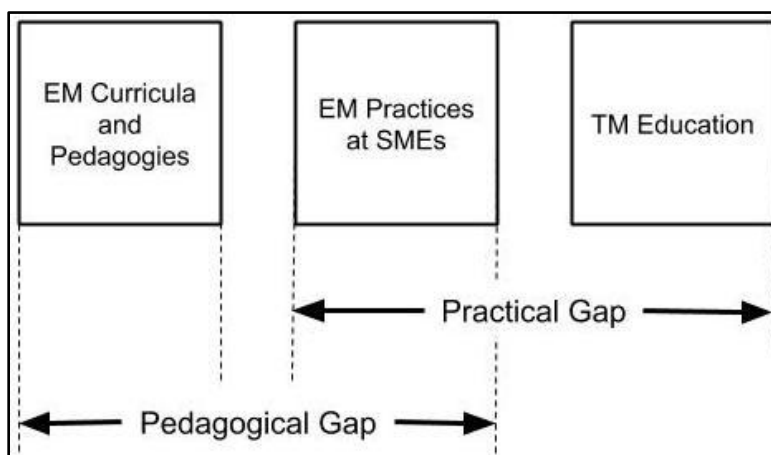 EM Curricula
and
Pedagogies
EM Practices
at SMEs
TM Education
Practical Gap
Pedagogical Gap